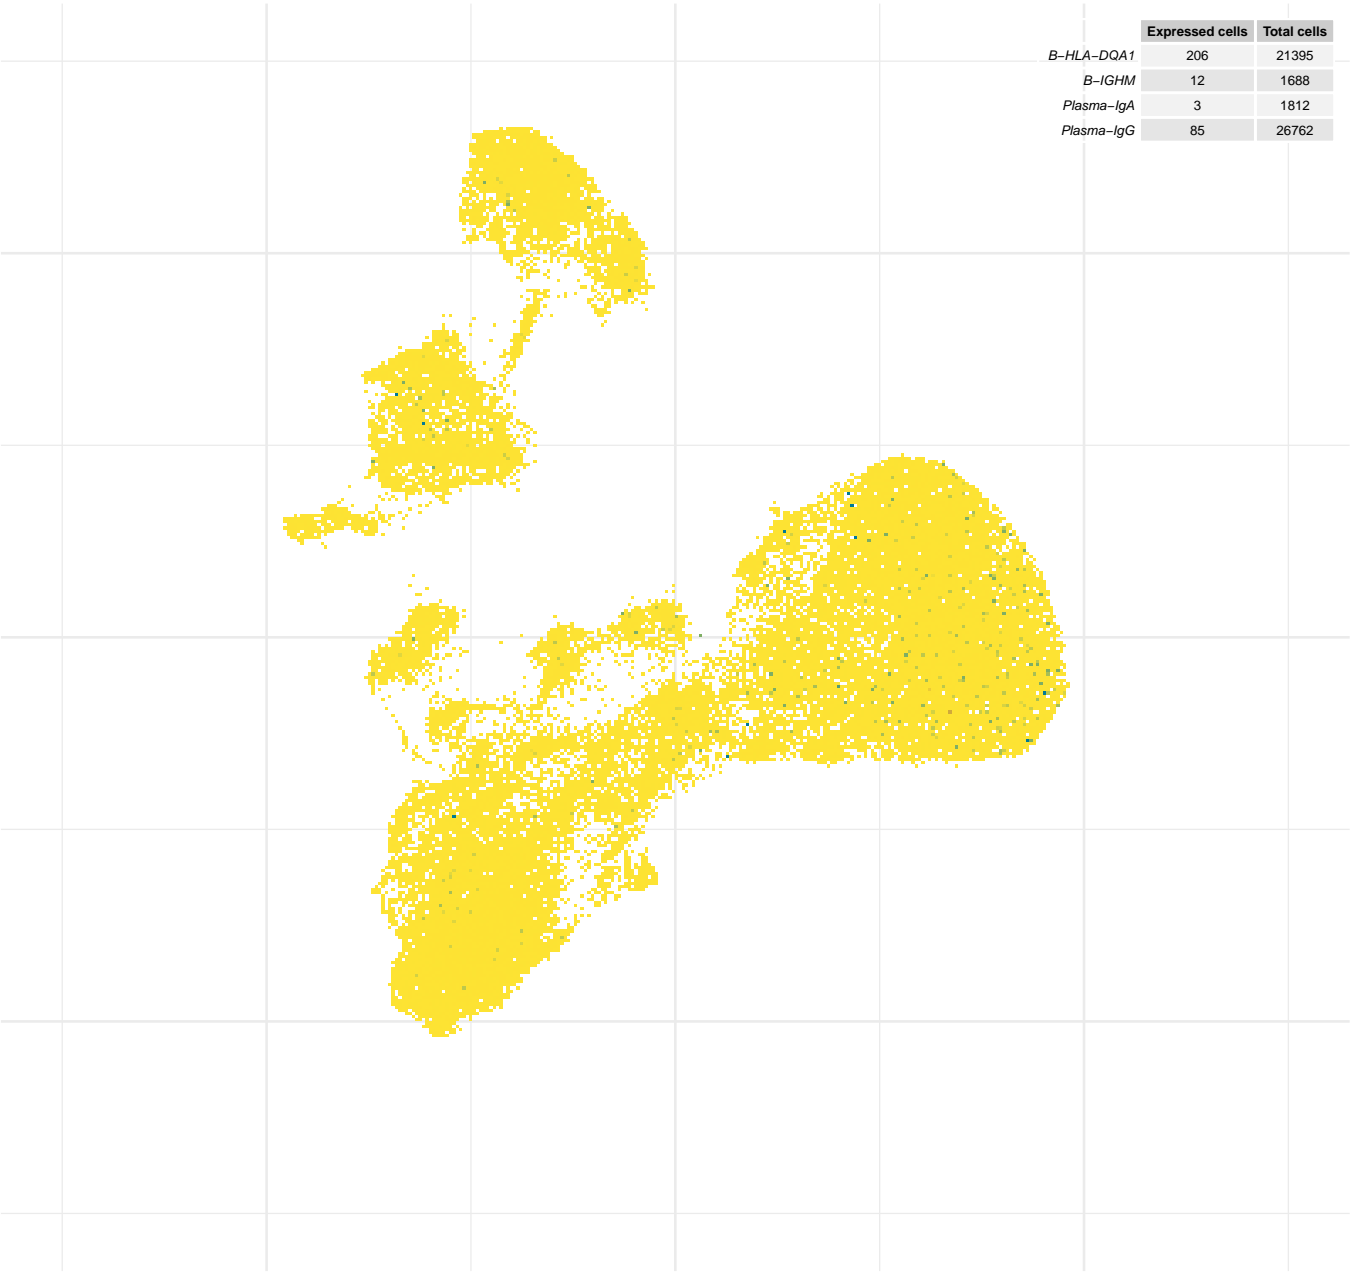 Expressed cells Total cells
B−HLA−DQA1 206 21395
B−IGHM 12 1688
Plasma−IgA 3 1812
Plasma−IgG 85 26762